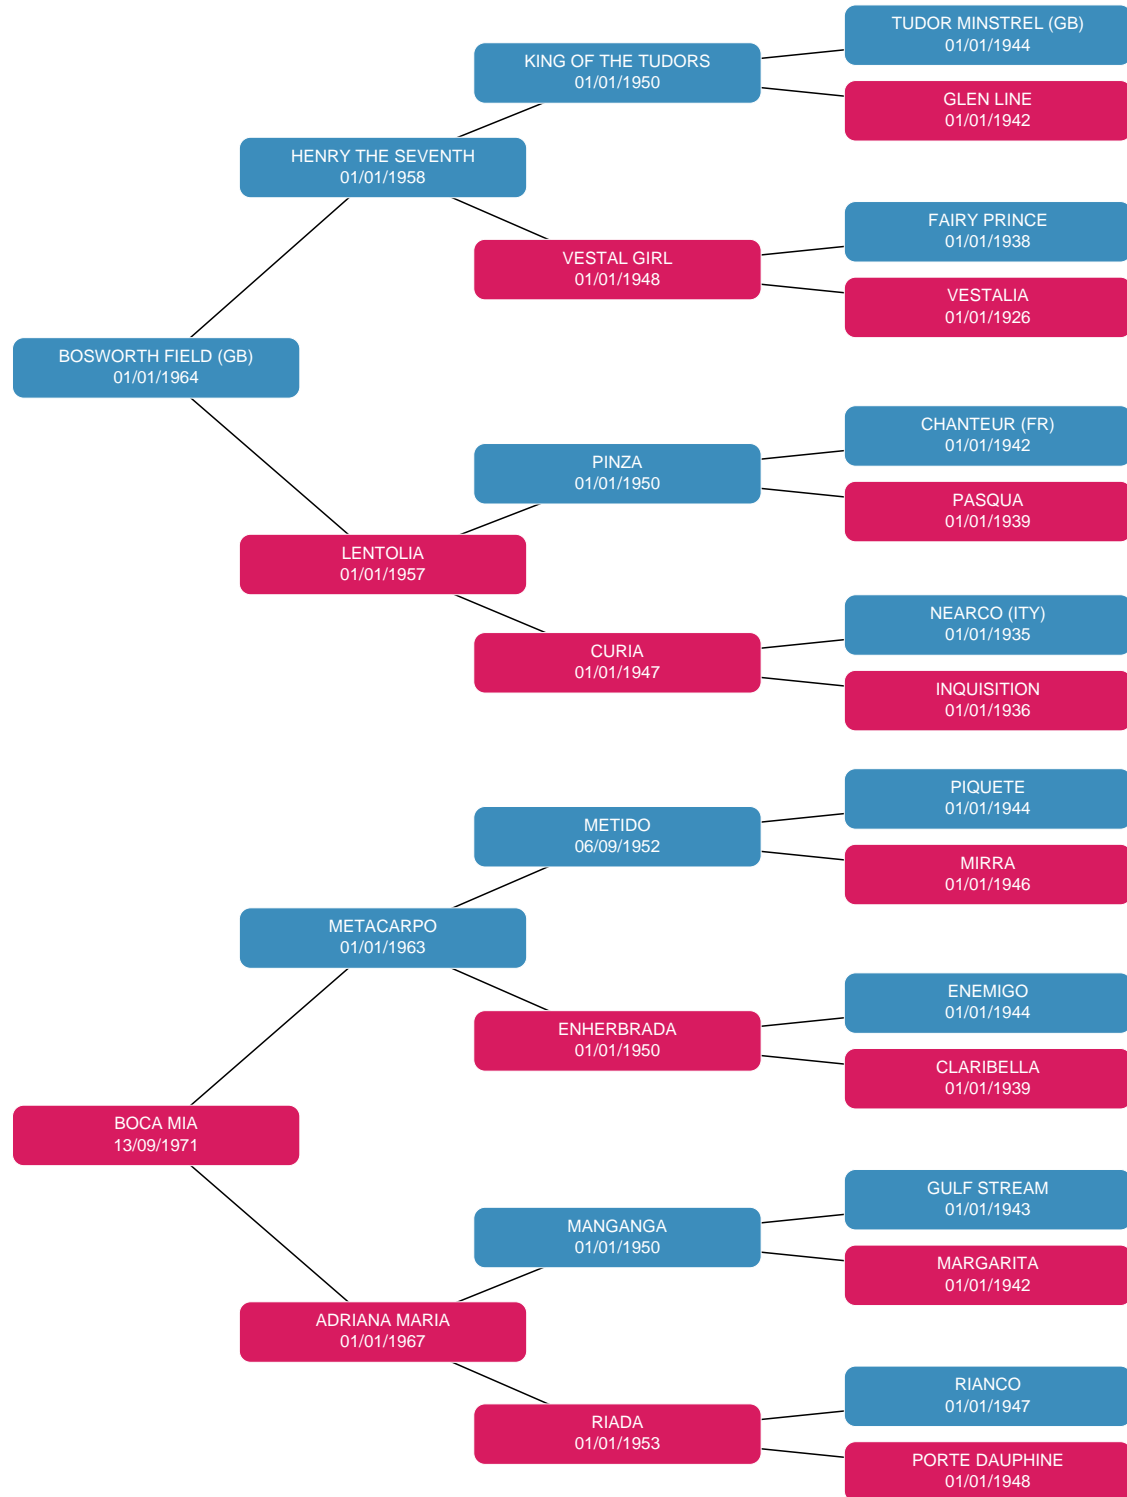 TUDOR MINSTREL (GB)
01/01/1944
KING OF THE TUDORS
01/01/1950
GLEN LINE
01/01/1942
HENRY THE SEVENTH
01/01/1958
FAIRY PRINCE
01/01/1938
VESTAL GIRL
01/01/1948
VESTALIA
01/01/1926
BOSWORTH FIELD (GB)
01/01/1964
CHANTEUR (FR)
01/01/1942
PINZA
01/01/1950
PASQUA
01/01/1939
LENTOLIA
01/01/1957
NEARCO (ITY)
01/01/1935
CURIA
01/01/1947
INQUISITION
01/01/1936
PIQUETE
01/01/1944
METIDO
06/09/1952
MIRRA
01/01/1946
METACARPO
01/01/1963
ENEMIGO
01/01/1944
ENHERBRADA
01/01/1950
CLARIBELLA
01/01/1939
BOCA MIA
13/09/1971
GULF STREAM
01/01/1943
MANGANGA
01/01/1950
MARGARITA
01/01/1942
ADRIANA MARIA
01/01/1967
RIANCO
01/01/1947
RIADA
01/01/1953
PORTE DAUPHINE
01/01/1948